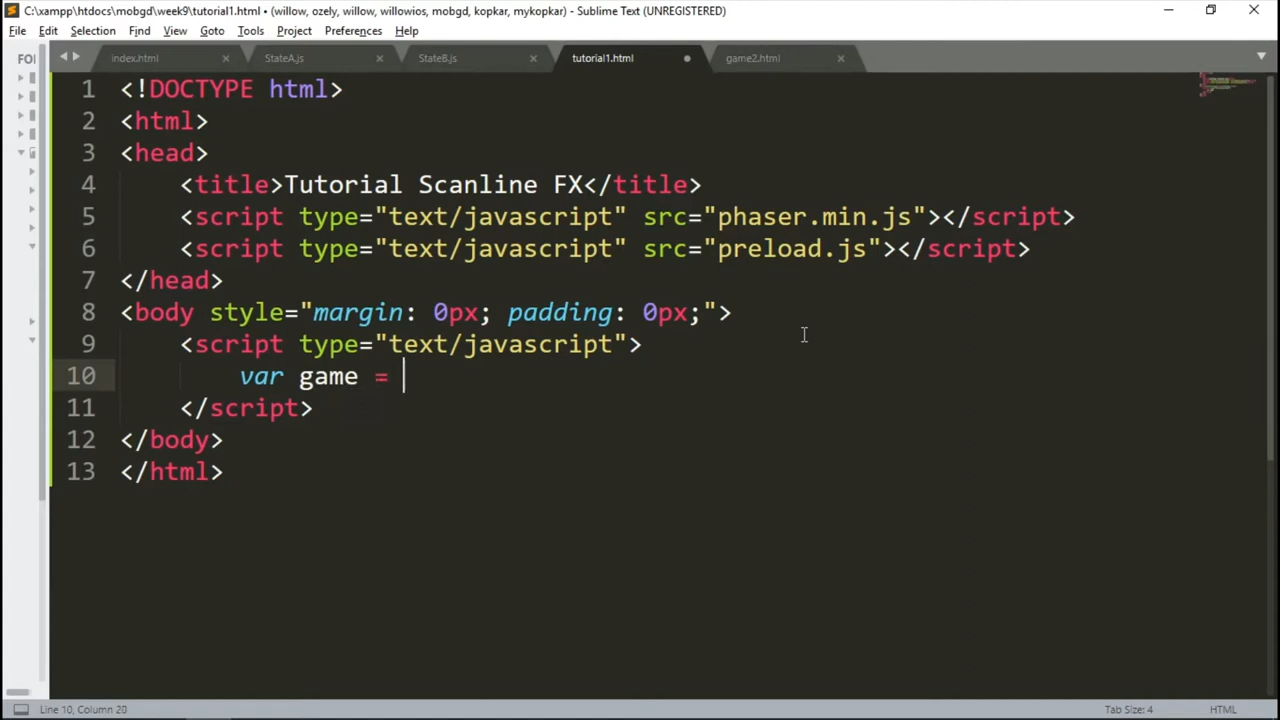 C:\xampp\htdocs\mobgd\week9\tutorial1.html • (willow, ozely, willow, willowios, mobgd, kopkar, mykopkar) - Sublime Text (UNREGISTERED)
File Edit Selection Find View Goto Tools Project Preferences Help
FOL
index.html StateA.js StateB.js tutorial1.html game2.html
1 <!DOCTYPE html>
2 <html>
3 <head>
4 <title>Tutorial Scanline FX</title>
5 <script type="text/javascript" src="phaser.min.js"></script>
6 <script type="text/javascript" src="preload.js"></script>
7 </head>
8 <body style="margin: 0px; padding: 0px;">
9 <script type="text/javascript">
10 var game =
11 </script>
12 </body>
13 </html>
Line 10, Column 20 Tab Size: 4 HTML